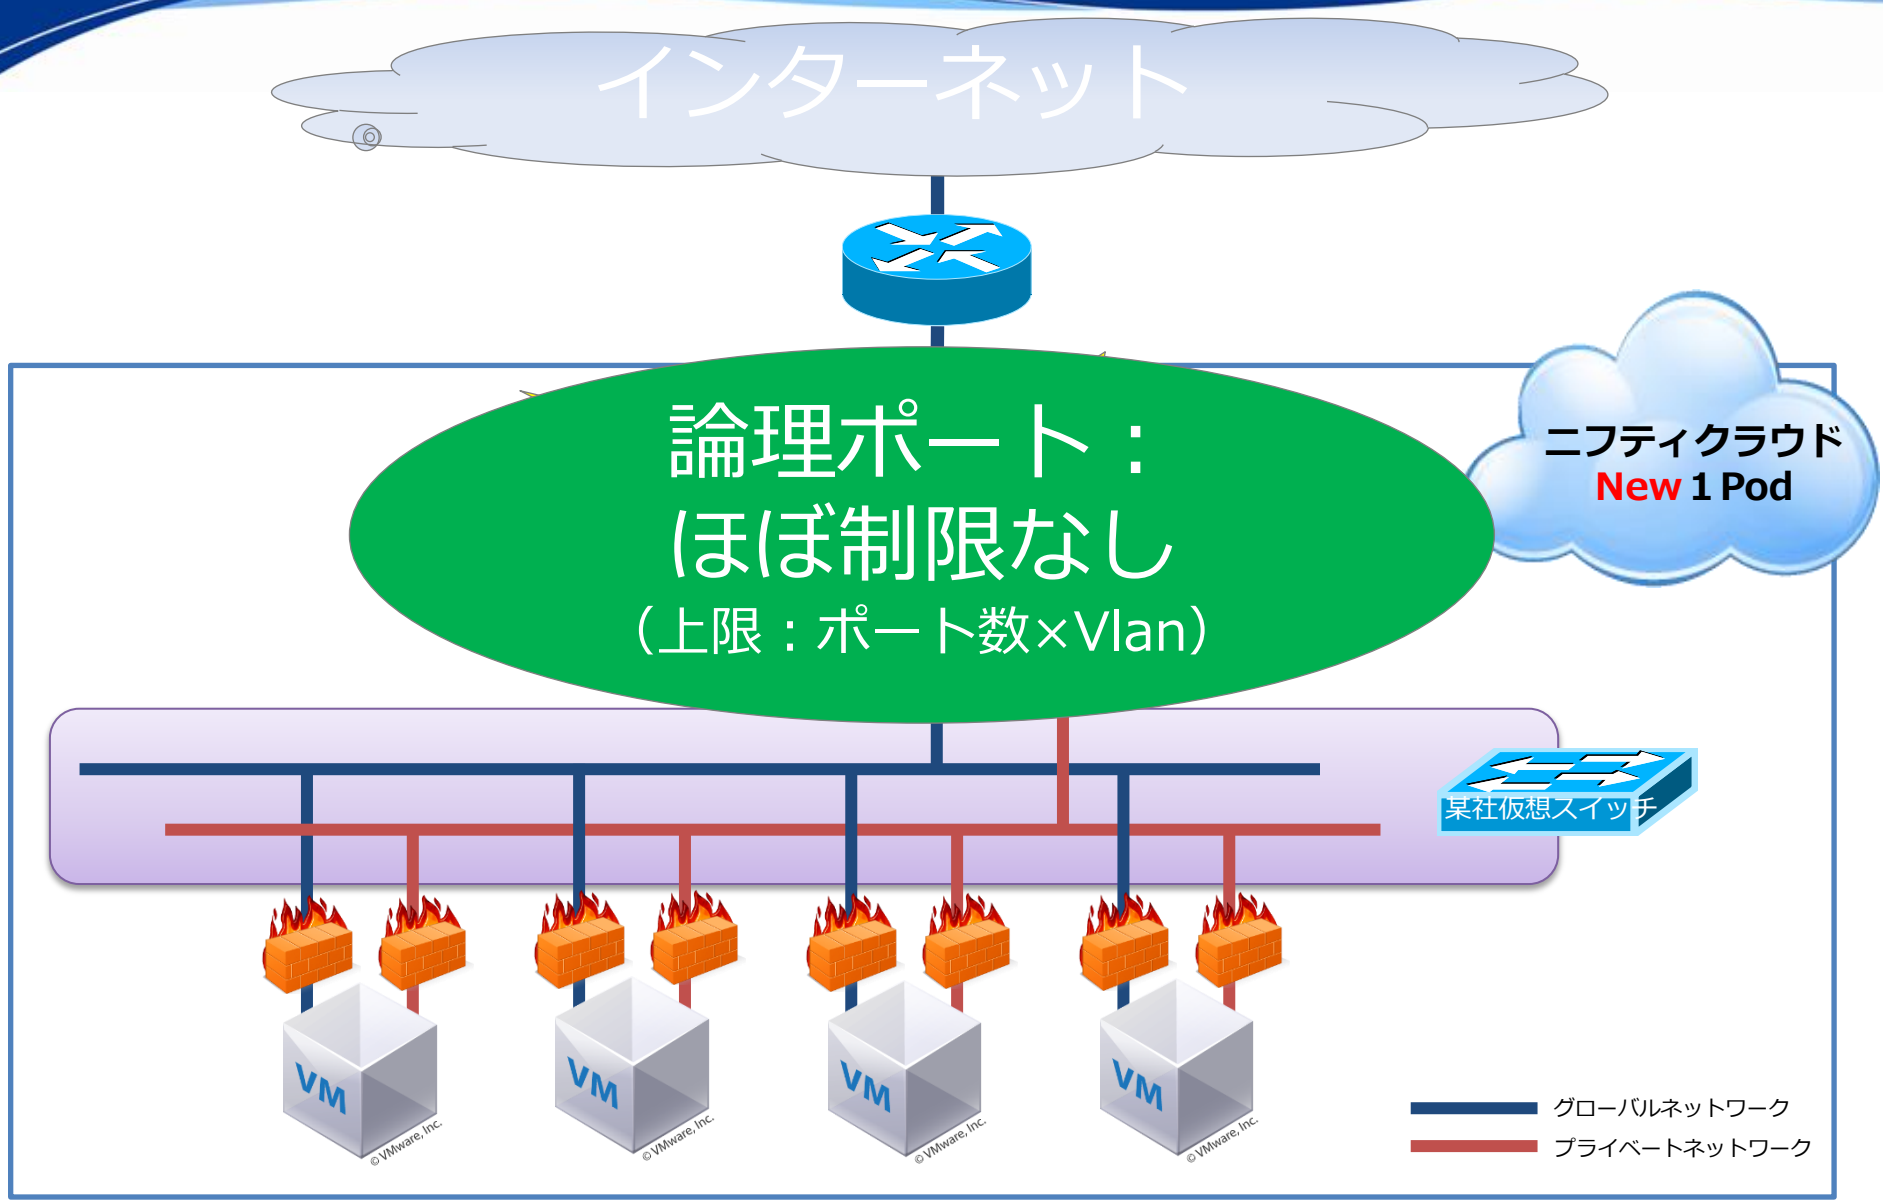 インターネット
論理ポート：
ほぼ制限なし
（上限：ポート数×Vlan）
ニフティクラウド
New１Pod
某社仮想スイッチ
VM
© VMware, Inc.
VM
© VMware, Inc.
VM
© VMware, Inc.
VM
© VMware, Inc.
グローバルネットワーク
プライベートネットワーク